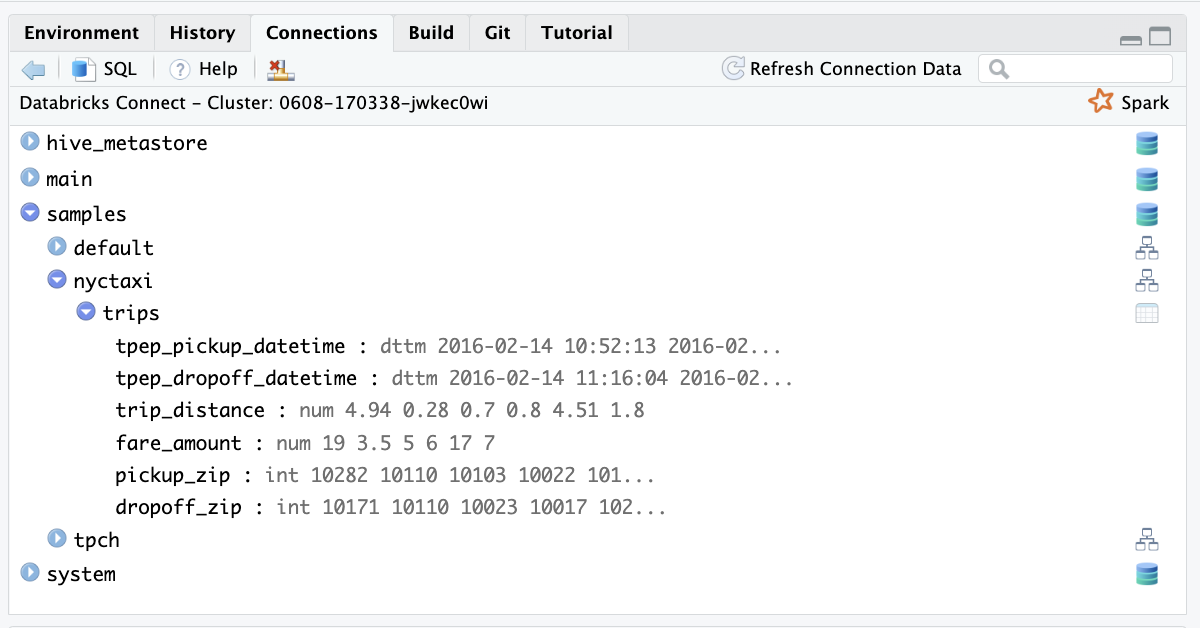 Environment History Connections Build Git Tutorial
SQL ? Help Refresh Connection Data
Databricks Connect – Cluster: 0608-170338-jwkec0wi Spark
hive_metastore
main
samples
default
nyctaxi
trips
tpep_pickup_datetime : dttm 2016-02-14 10:52:13 2016-02...
tpep_dropoff_datetime : dttm 2016-02-14 11:16:04 2016-02...
trip_distance : num 4.94 0.28 0.7 0.8 4.51 1.8
fare_amount : num 19 3.5 5 6 17 7
pickup_zip : int 10282 10110 10103 10022 101...
dropoff_zip : int 10171 10110 10023 10017 102...
tpch
system